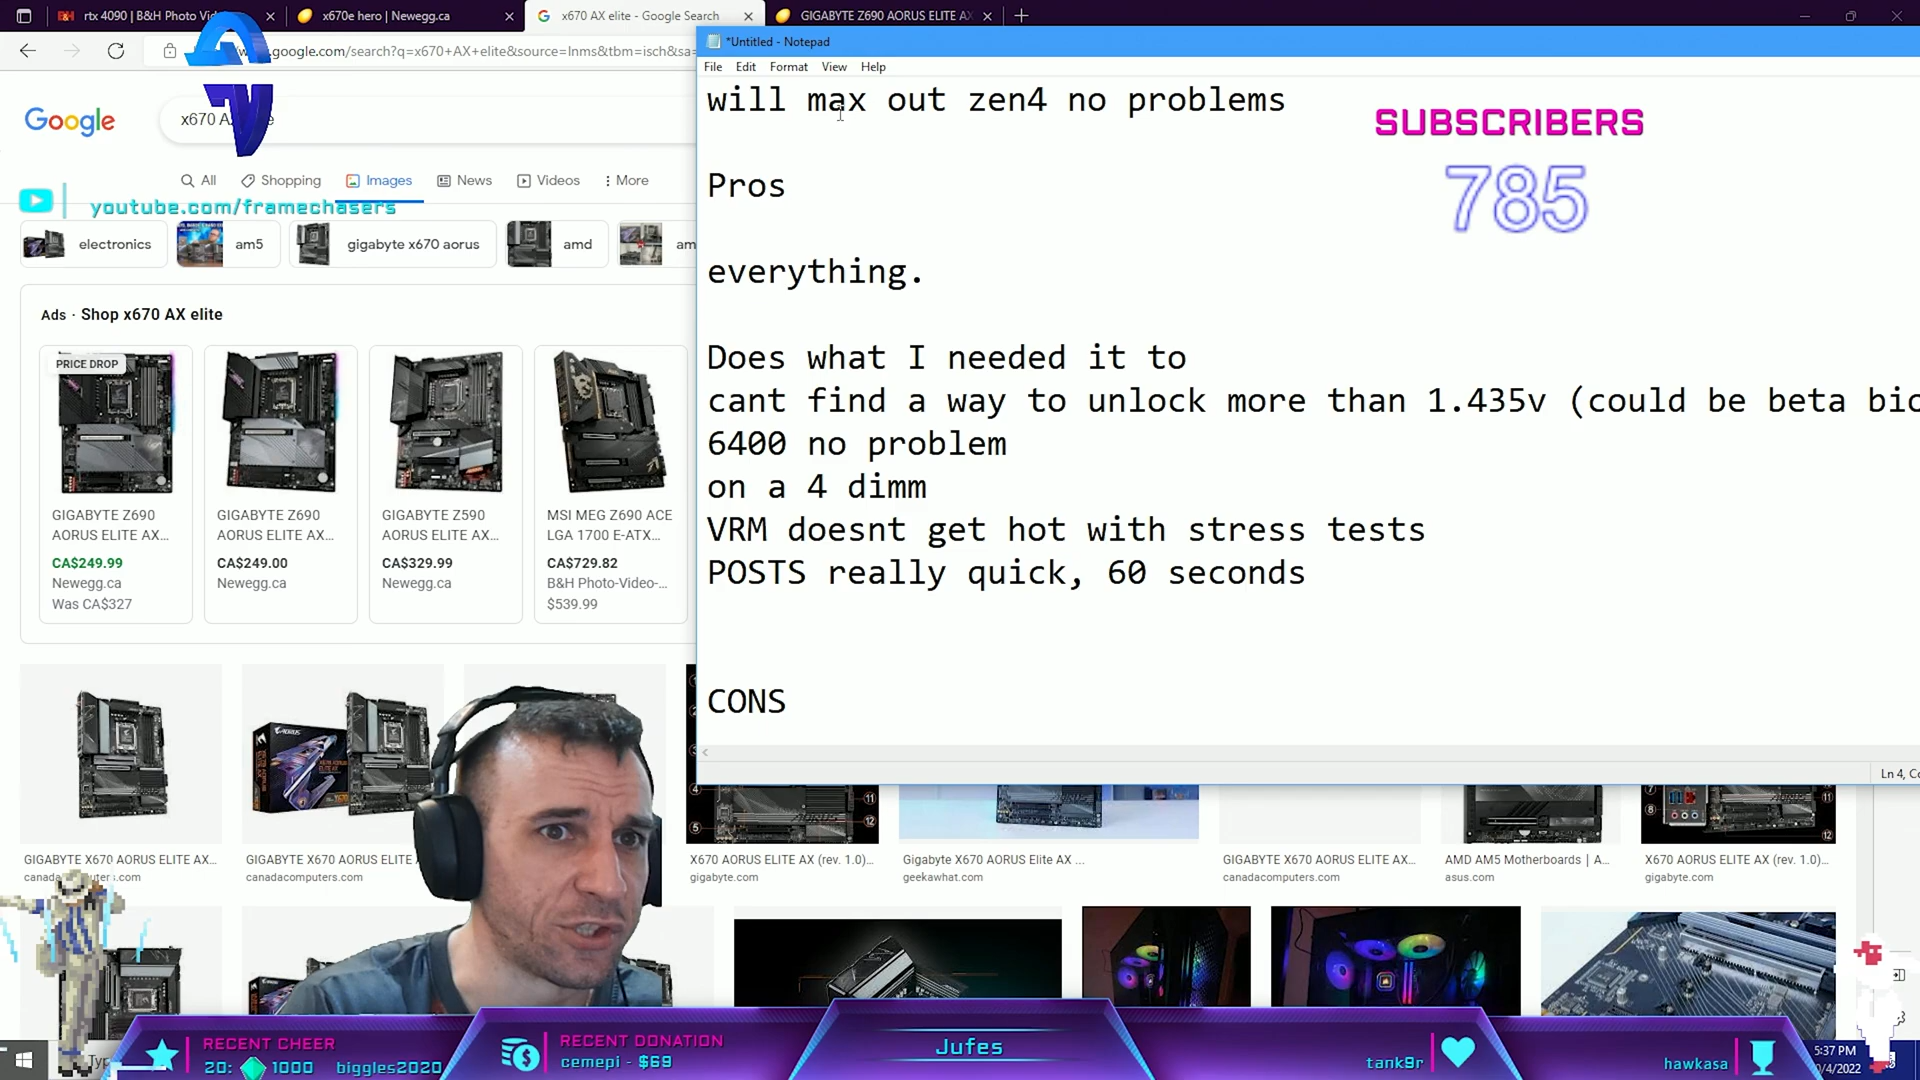 rtx 4090 | B&H Photo Vid
x670e hero | Newegg.ca
x670 AX elite - Google Search
GIGABYTE Z690 AORUS ELITE AX
.google.com/search?q=x670+AX+elite&source=lnms&tbm=isch&sa=
*Untitled - Notepad
File Edit Format View Help
will max out zen4 no problems
Pros
everything.
Does what I needed it to
cant find a way to unlock more than 1.435v (could be beta bio
6400 no problem
on a 4 dimm
VRM doesnt get hot with stress tests
POSTS really quick, 60 seconds
CONS
Ln 4, Co
SUBSCRIBERS
785
Google
x670 A
All Shopping Images News Videos More
youtube.com/framechasers
electronics
am5
gigabyte x670 aorus
amd
am
Ads · Shop x670 AX elite
PRICE DROP
GIGABYTE Z690
AORUS ELITE AX...
CA$249.99
Newegg.ca
Was CA$327
GIGABYTE Z690
AORUS ELITE AX...
CA$249.00
Newegg.ca
GIGABYTE Z590
AORUS ELITE AX...
CA$329.99
Newegg.ca
MSI MEG Z690 ACE
LGA 1700 E-ATX...
CA$729.82
B&H Photo-Video-...
$539.99
GIGABYTE X670 AORUS ELITE AX...
GIGABYTE X670 AORUS ELITE
canadacomputers.com
X670 AORUS ELITE AX (rev. 1.0)...
gigabyte.com
Gigabyte X670 AORUS Elite AX ...
geekawhat.com
GIGABYTE X670 AORUS ELITE AX...
canadacomputers.com
AMD AM5 Motherboards | A...
asus.com
X670 AORUS ELITE AX (rev. 1.0)...
gigabyte.com
RECENT CHEER
20: 1000 biggles2020
RECENT DONATION
cemepi - $69
Jufes
tank9r
hawkasa
5:37 PM
0/4/2022